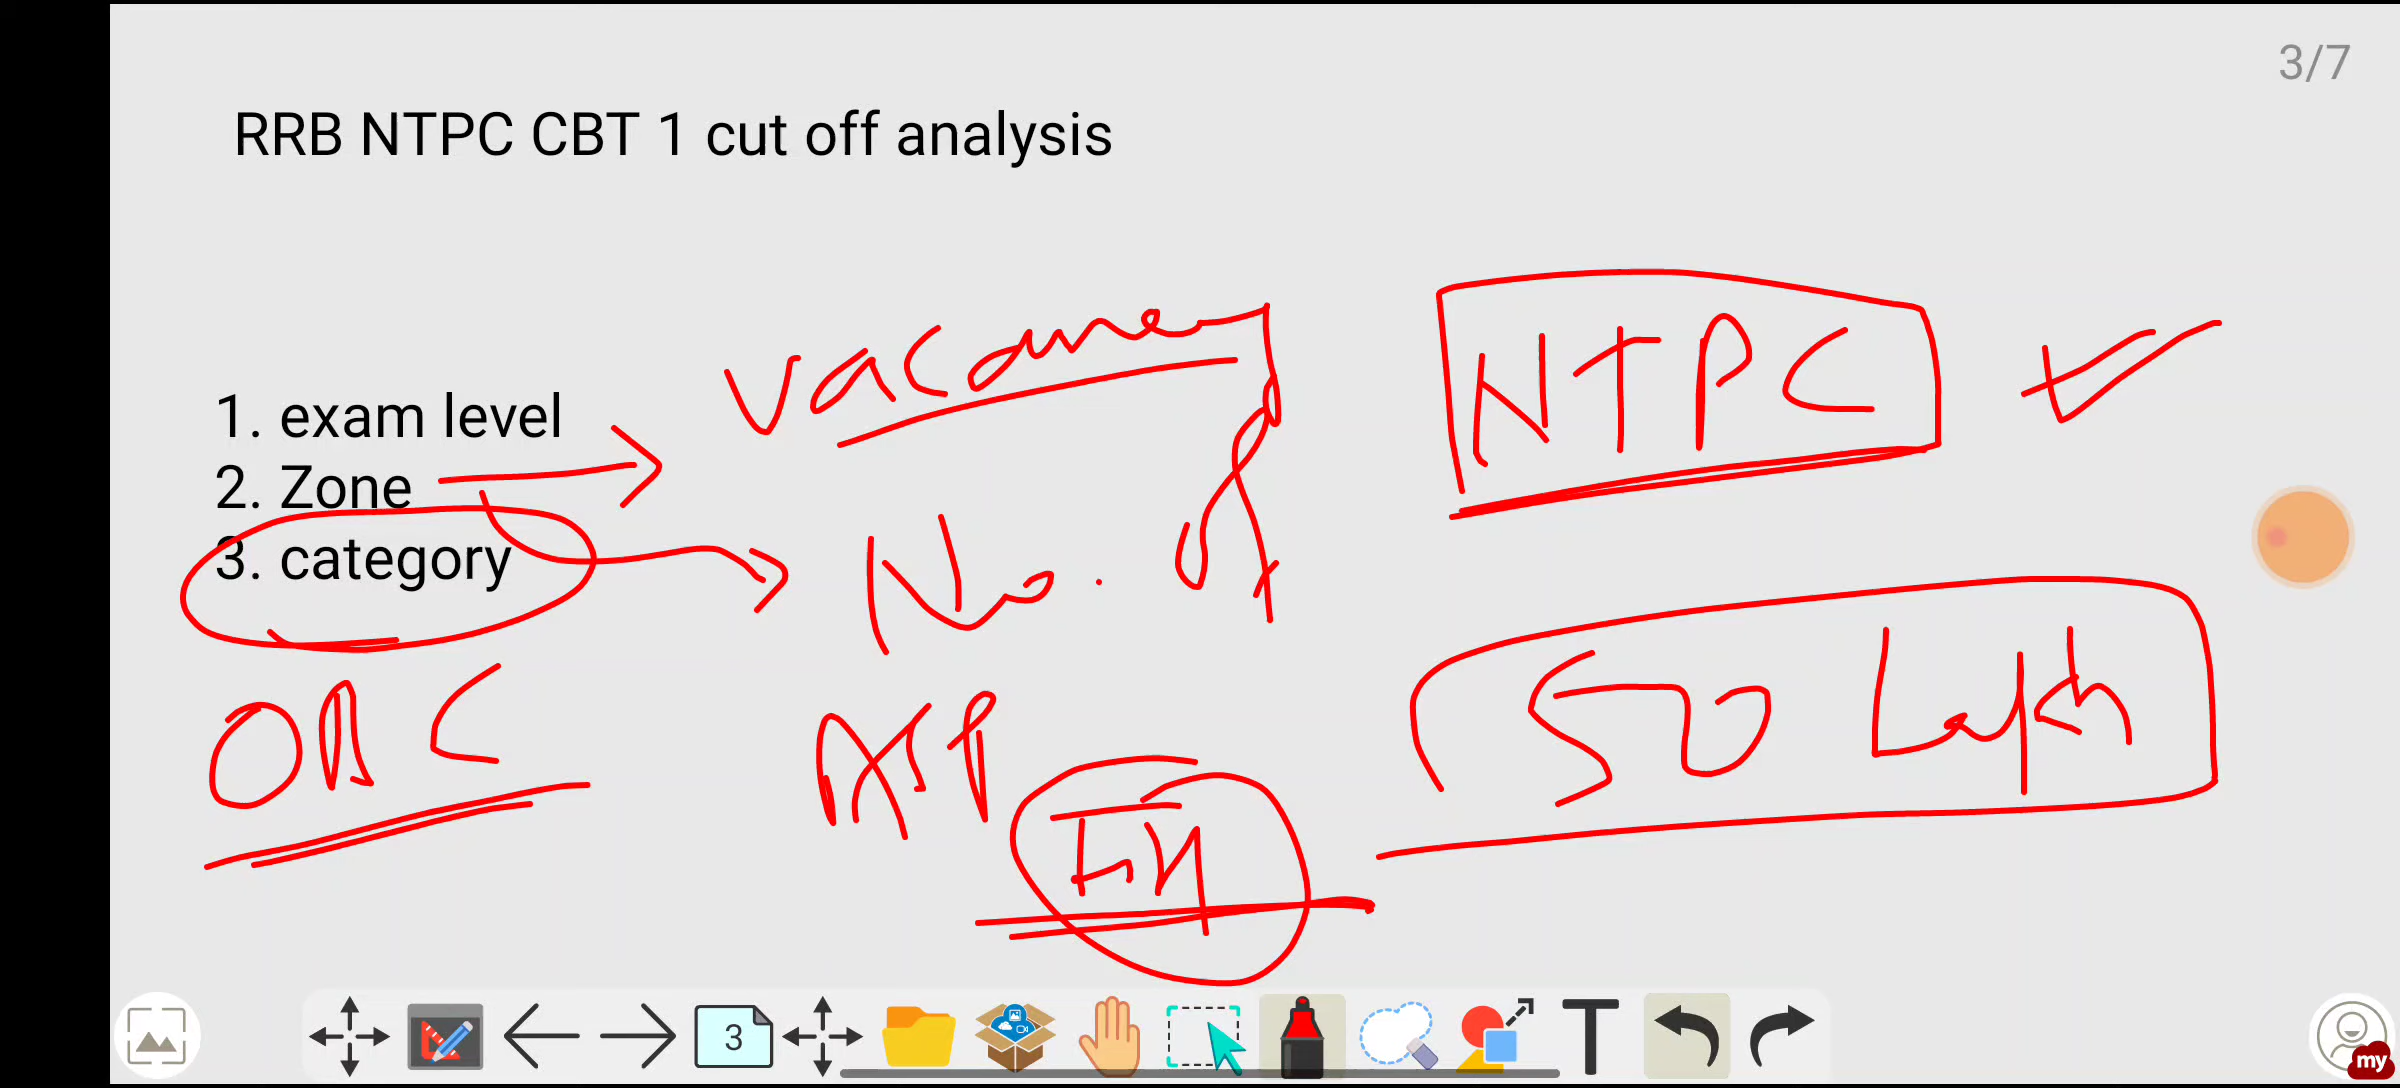 3/7
RRB NTPC CBT 1 cut off analysis
vacancy
NTPC
1. exam level
2. Zone
3. category
No. of
50 Lakh
OBC
3
my